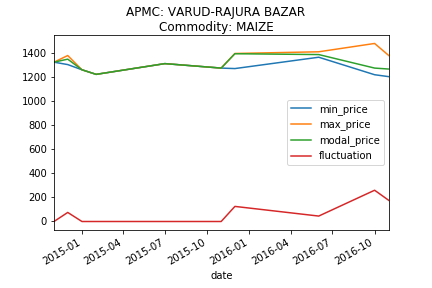 APMC: VARUD-RAJURA BAZAR
Commodity: MAIZE
1400
1200
1000
800
600
400
200
0
min_price
max_price
modal_price
fluctuation
2015-01
2015-04
2015-07
2015-10
2016-01
2016-04
2016-07
2016-10
date